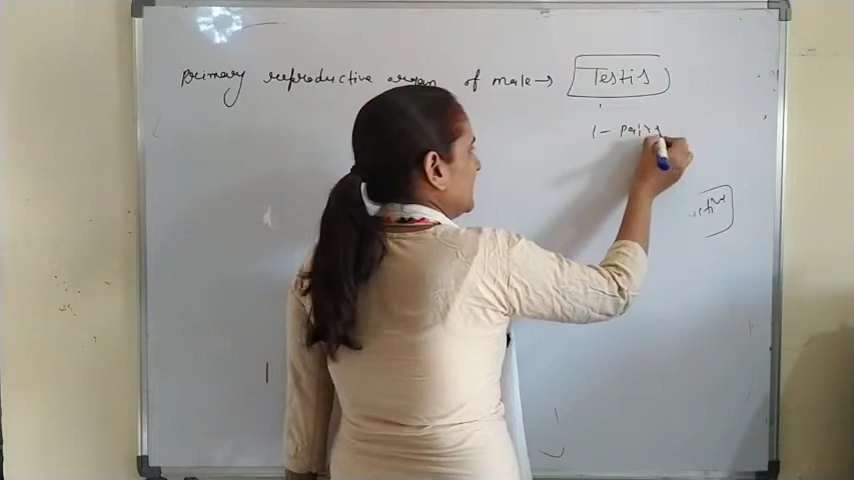 primary reproductive organ of male → Testis
1 - pair